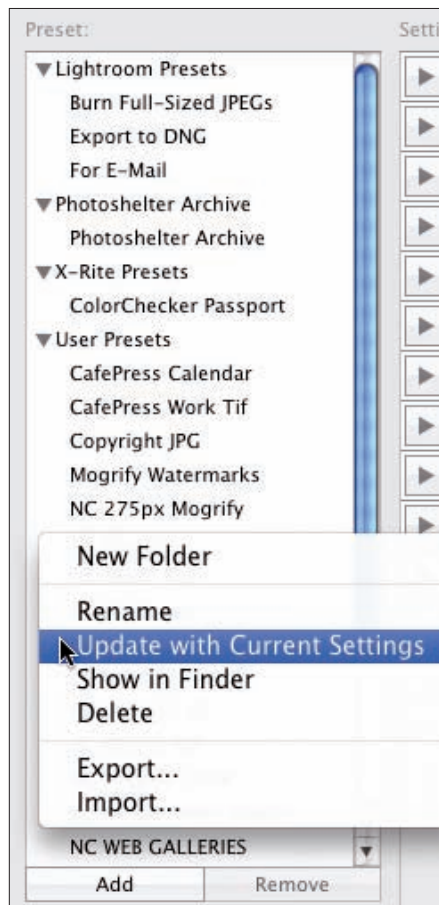 Preset:
Setti
Lightroom Presets
Burn Full-Sized JPEGs
Export to DNG
For E-Mail
Photoshelter Archive
Photoshelter Archive
X-Rite Presets
ColorChecker Passport
User Presets
CafePress Calendar
CafePress Work Tif
Copyright JPG
Mogrify Watermarks
NC 275px Mogrify
New Folder
Rename
Update with Current Settings
Show in Finder
Delete
Export...
Import...
NC WEB GALLERIES
Add
Remove